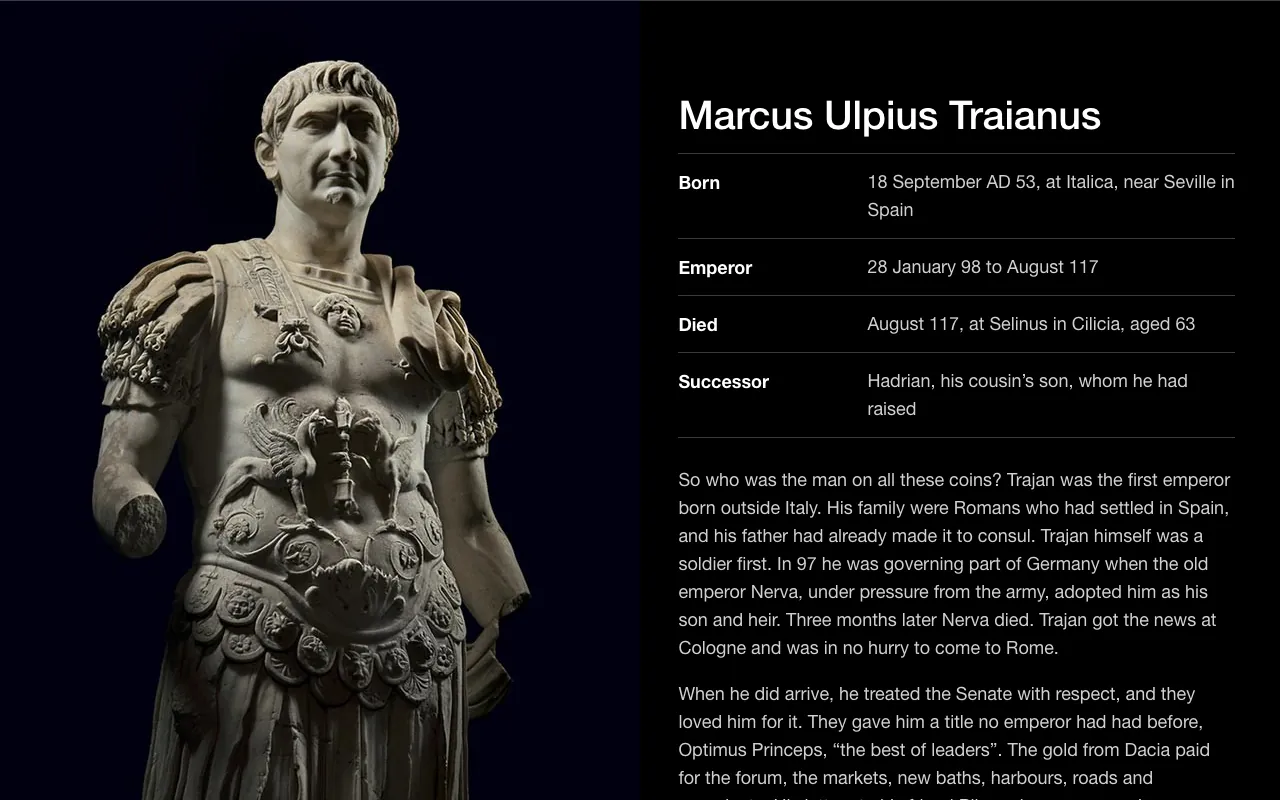 Marcus Ulpius Traianus
Born
18 September AD 53, at Italica, near Seville in
Spain
Emperor
28 January 98 to August 117
Died
August 117, at Selinus in Cilicia, aged 63
Successor
Hadrian, his cousin’s son, whom he had
raised
So who was the man on all these coins? Trajan was the first emperor
born outside Italy. His family were Romans who had settled in Spain,
and his father had already made it to consul. Trajan himself was a
soldier first. In 97 he was governing part of Germany when the old
emperor Nerva, under pressure from the army, adopted him as his
son and heir. Three months later Nerva died. Trajan got the news at
Cologne and was in no hurry to come to Rome.
When he did arrive, he treated the Senate with respect, and they
loved him for it. They gave him a title no emperor had had before,
Optimus Princeps, “the best of leaders”. The gold from Dacia paid
for the forum, the markets, new baths, harbours, roads and